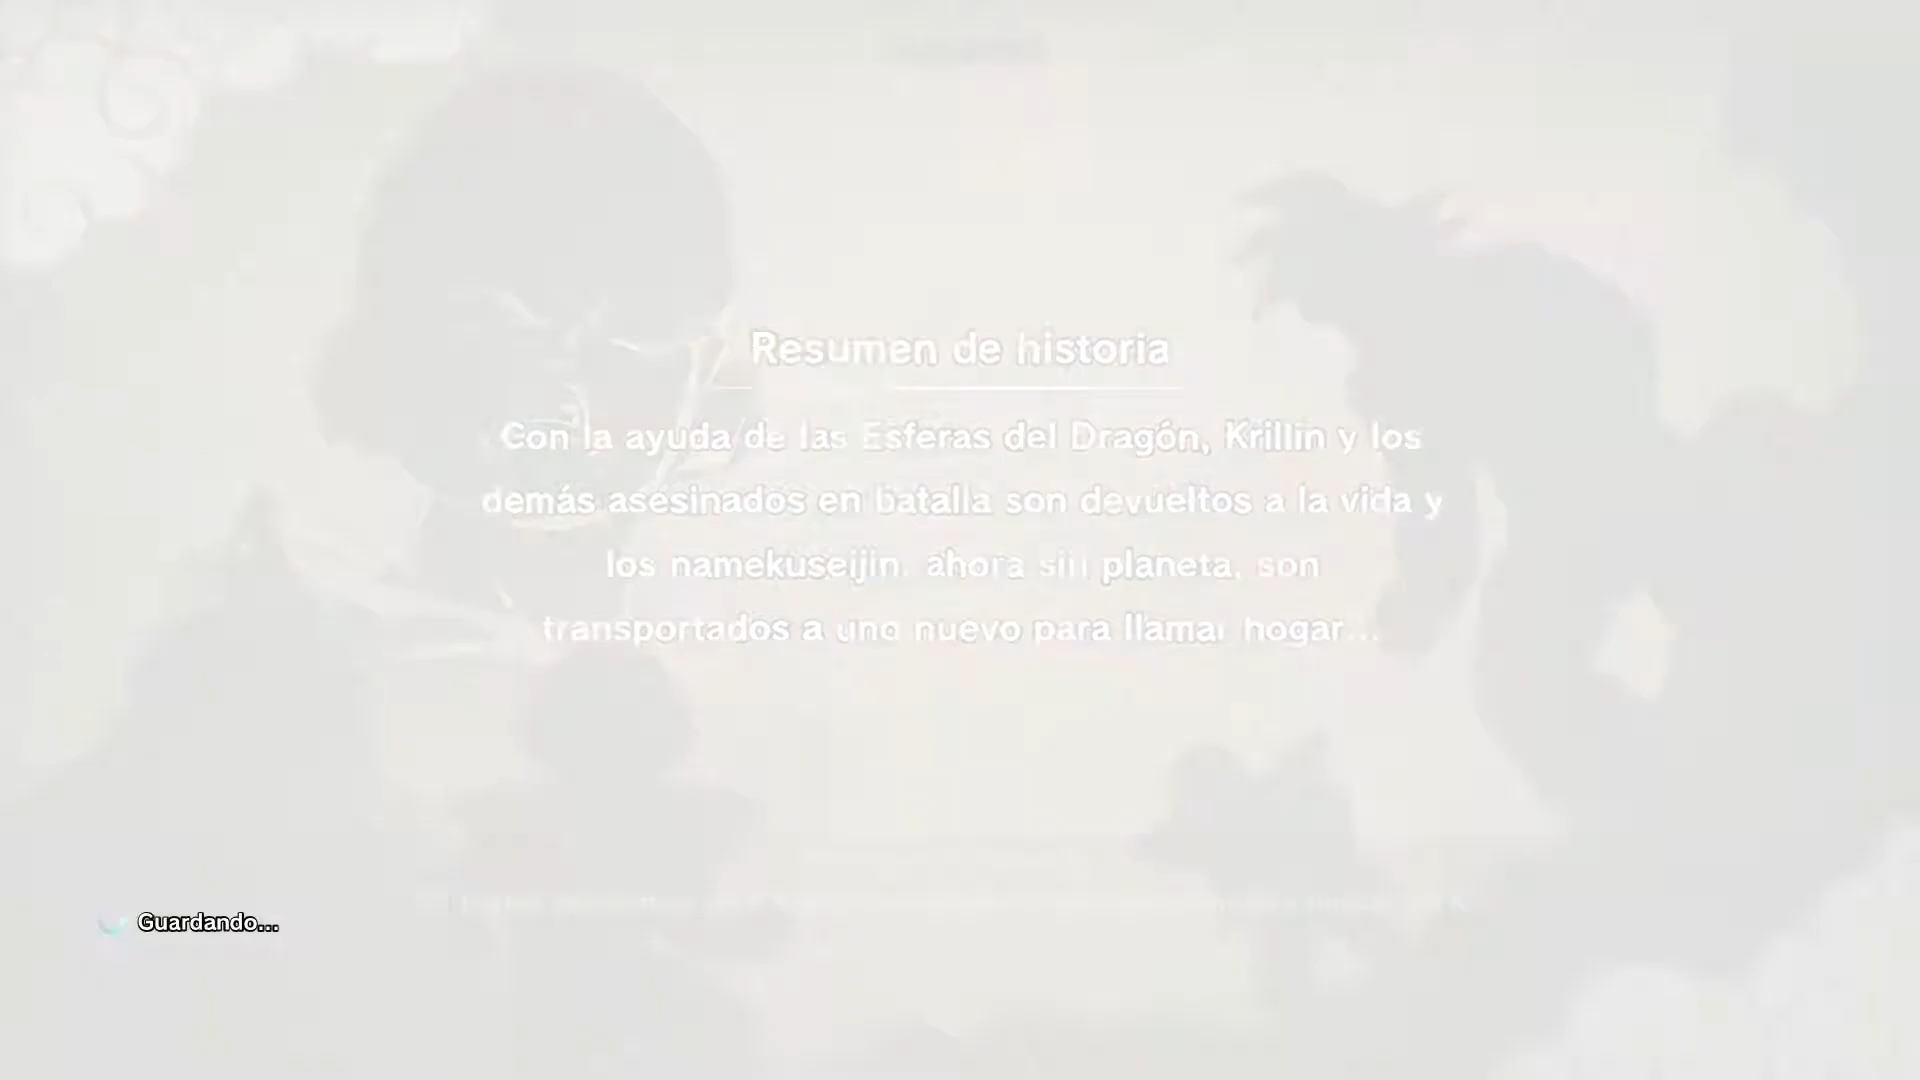 Resumen de historia
Con la ayuda de las Esferas del Dragón, Krillin y los
demás asesinados en batalla son devueltos a la vida y
los namekuseijin, ahora sin planeta, son
transportados a uno nuevo para llamar hogar...
Guardando...